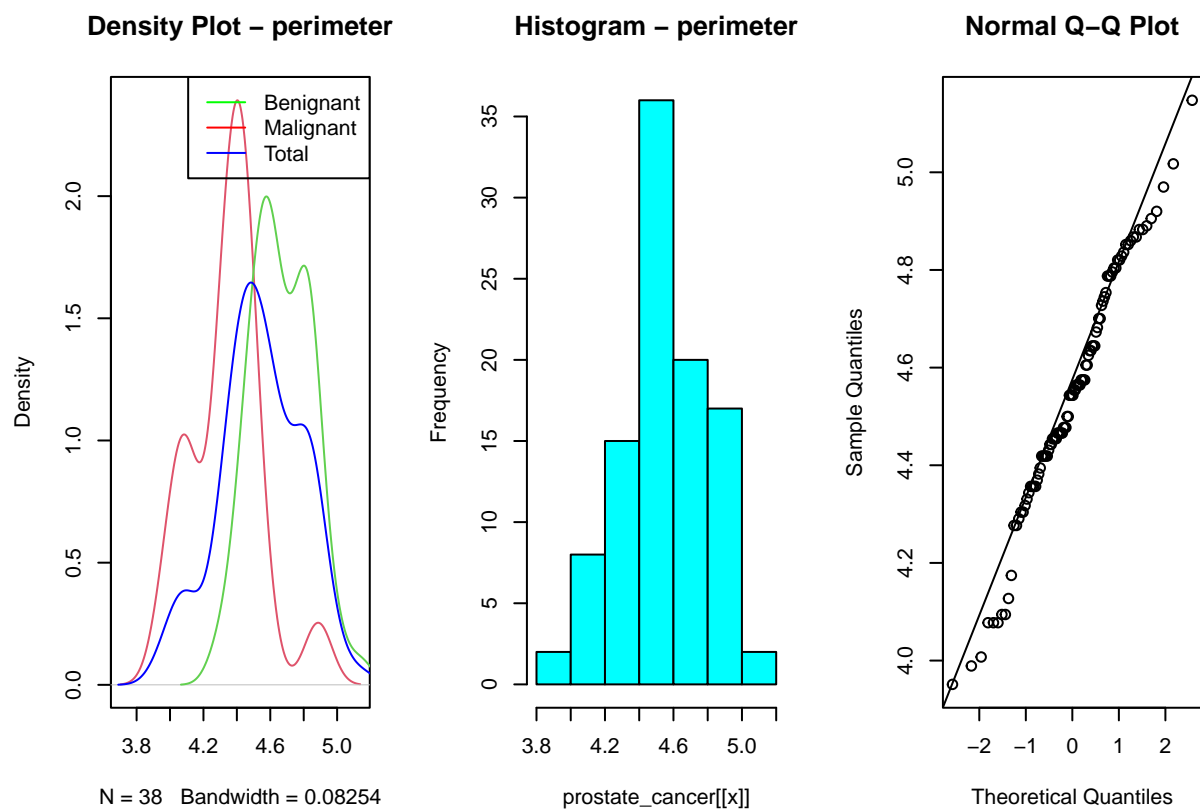 Density Plot − perimeter
Benignant
Malignant
Total
Density
0.0
0.5
1.0
1.5
2.0
3.8 4.2 4.6 5.0
N = 38 Bandwidth = 0.08254
Histogram − perimeter
Frequency
0
5
10
15
20
25
30
35
3.8 4.2 4.6 5.0
prostate_cancer[[x]]
Normal Q−Q Plot
Sample Quantiles
4.0
4.2
4.4
4.6
4.8
5.0
−2 −1 0 1 2
Theoretical Quantiles